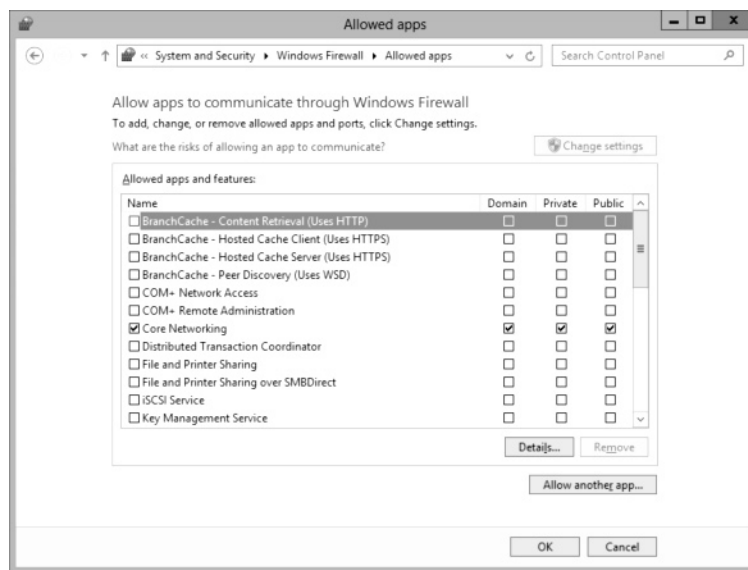 Allowed apps
« System and Security ▸ Windows Firewall ▸ Allowed apps
Search Control Panel
Allow apps to communicate through Windows Firewall
To add, change, or remove allowed apps and ports, click Change settings.
What are the risks of allowing an app to communicate?
Change settings
Allowed apps and features:
Name Domain Private Public
BranchCache - Content Retrieval (Uses HTTP)
BranchCache - Hosted Cache Client (Uses HTTPS)
BranchCache - Hosted Cache Server (Uses HTTPS)
BranchCache - Peer Discovery (Uses WSD)
COM+ Network Access
COM+ Remote Administration
Core Networking
Distributed Transaction Coordinator
File and Printer Sharing
File and Printer Sharing over SMBDirect
iSCSI Service
Key Management Service
Details... Remove
Allow another app...
OK Cancel